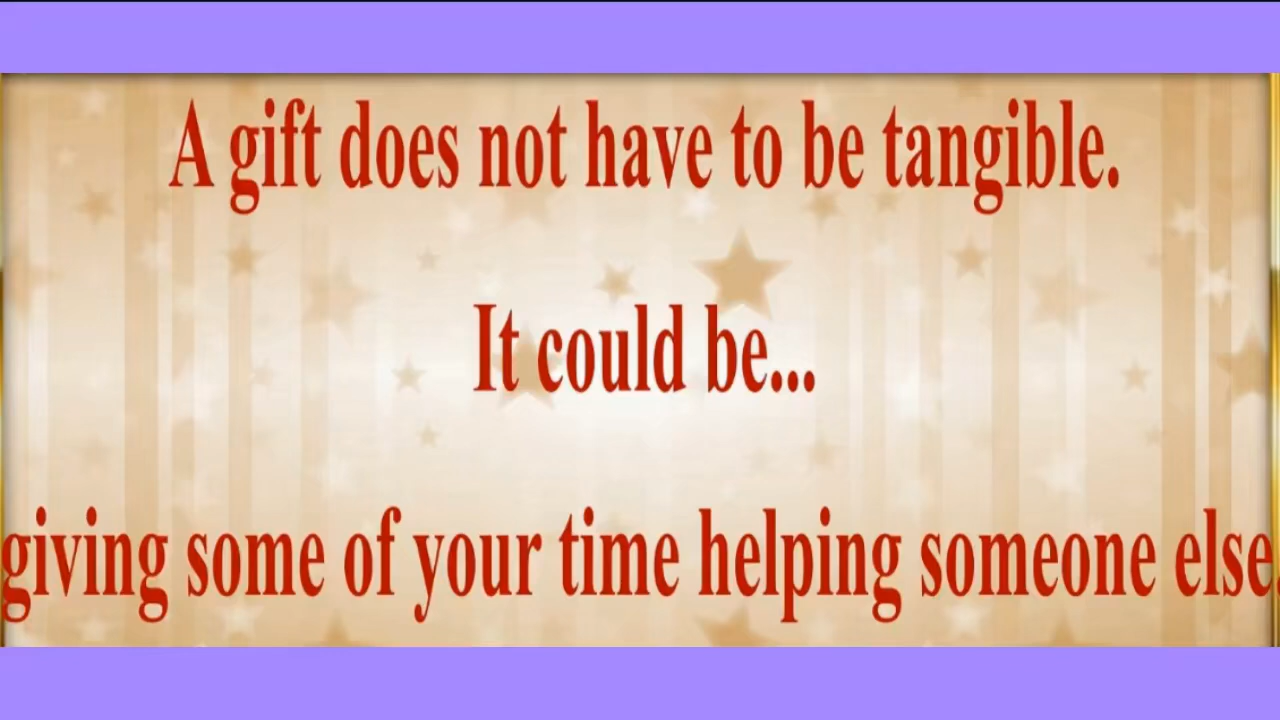 A gift does not have to be tangible.
It could be...
giving some of your time helping someone else.